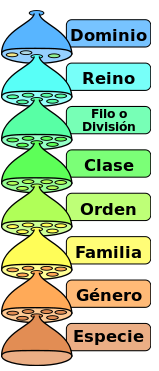 Dominio
Reino
Filo o
División
Clase
Orden
Familia
Género
Especie